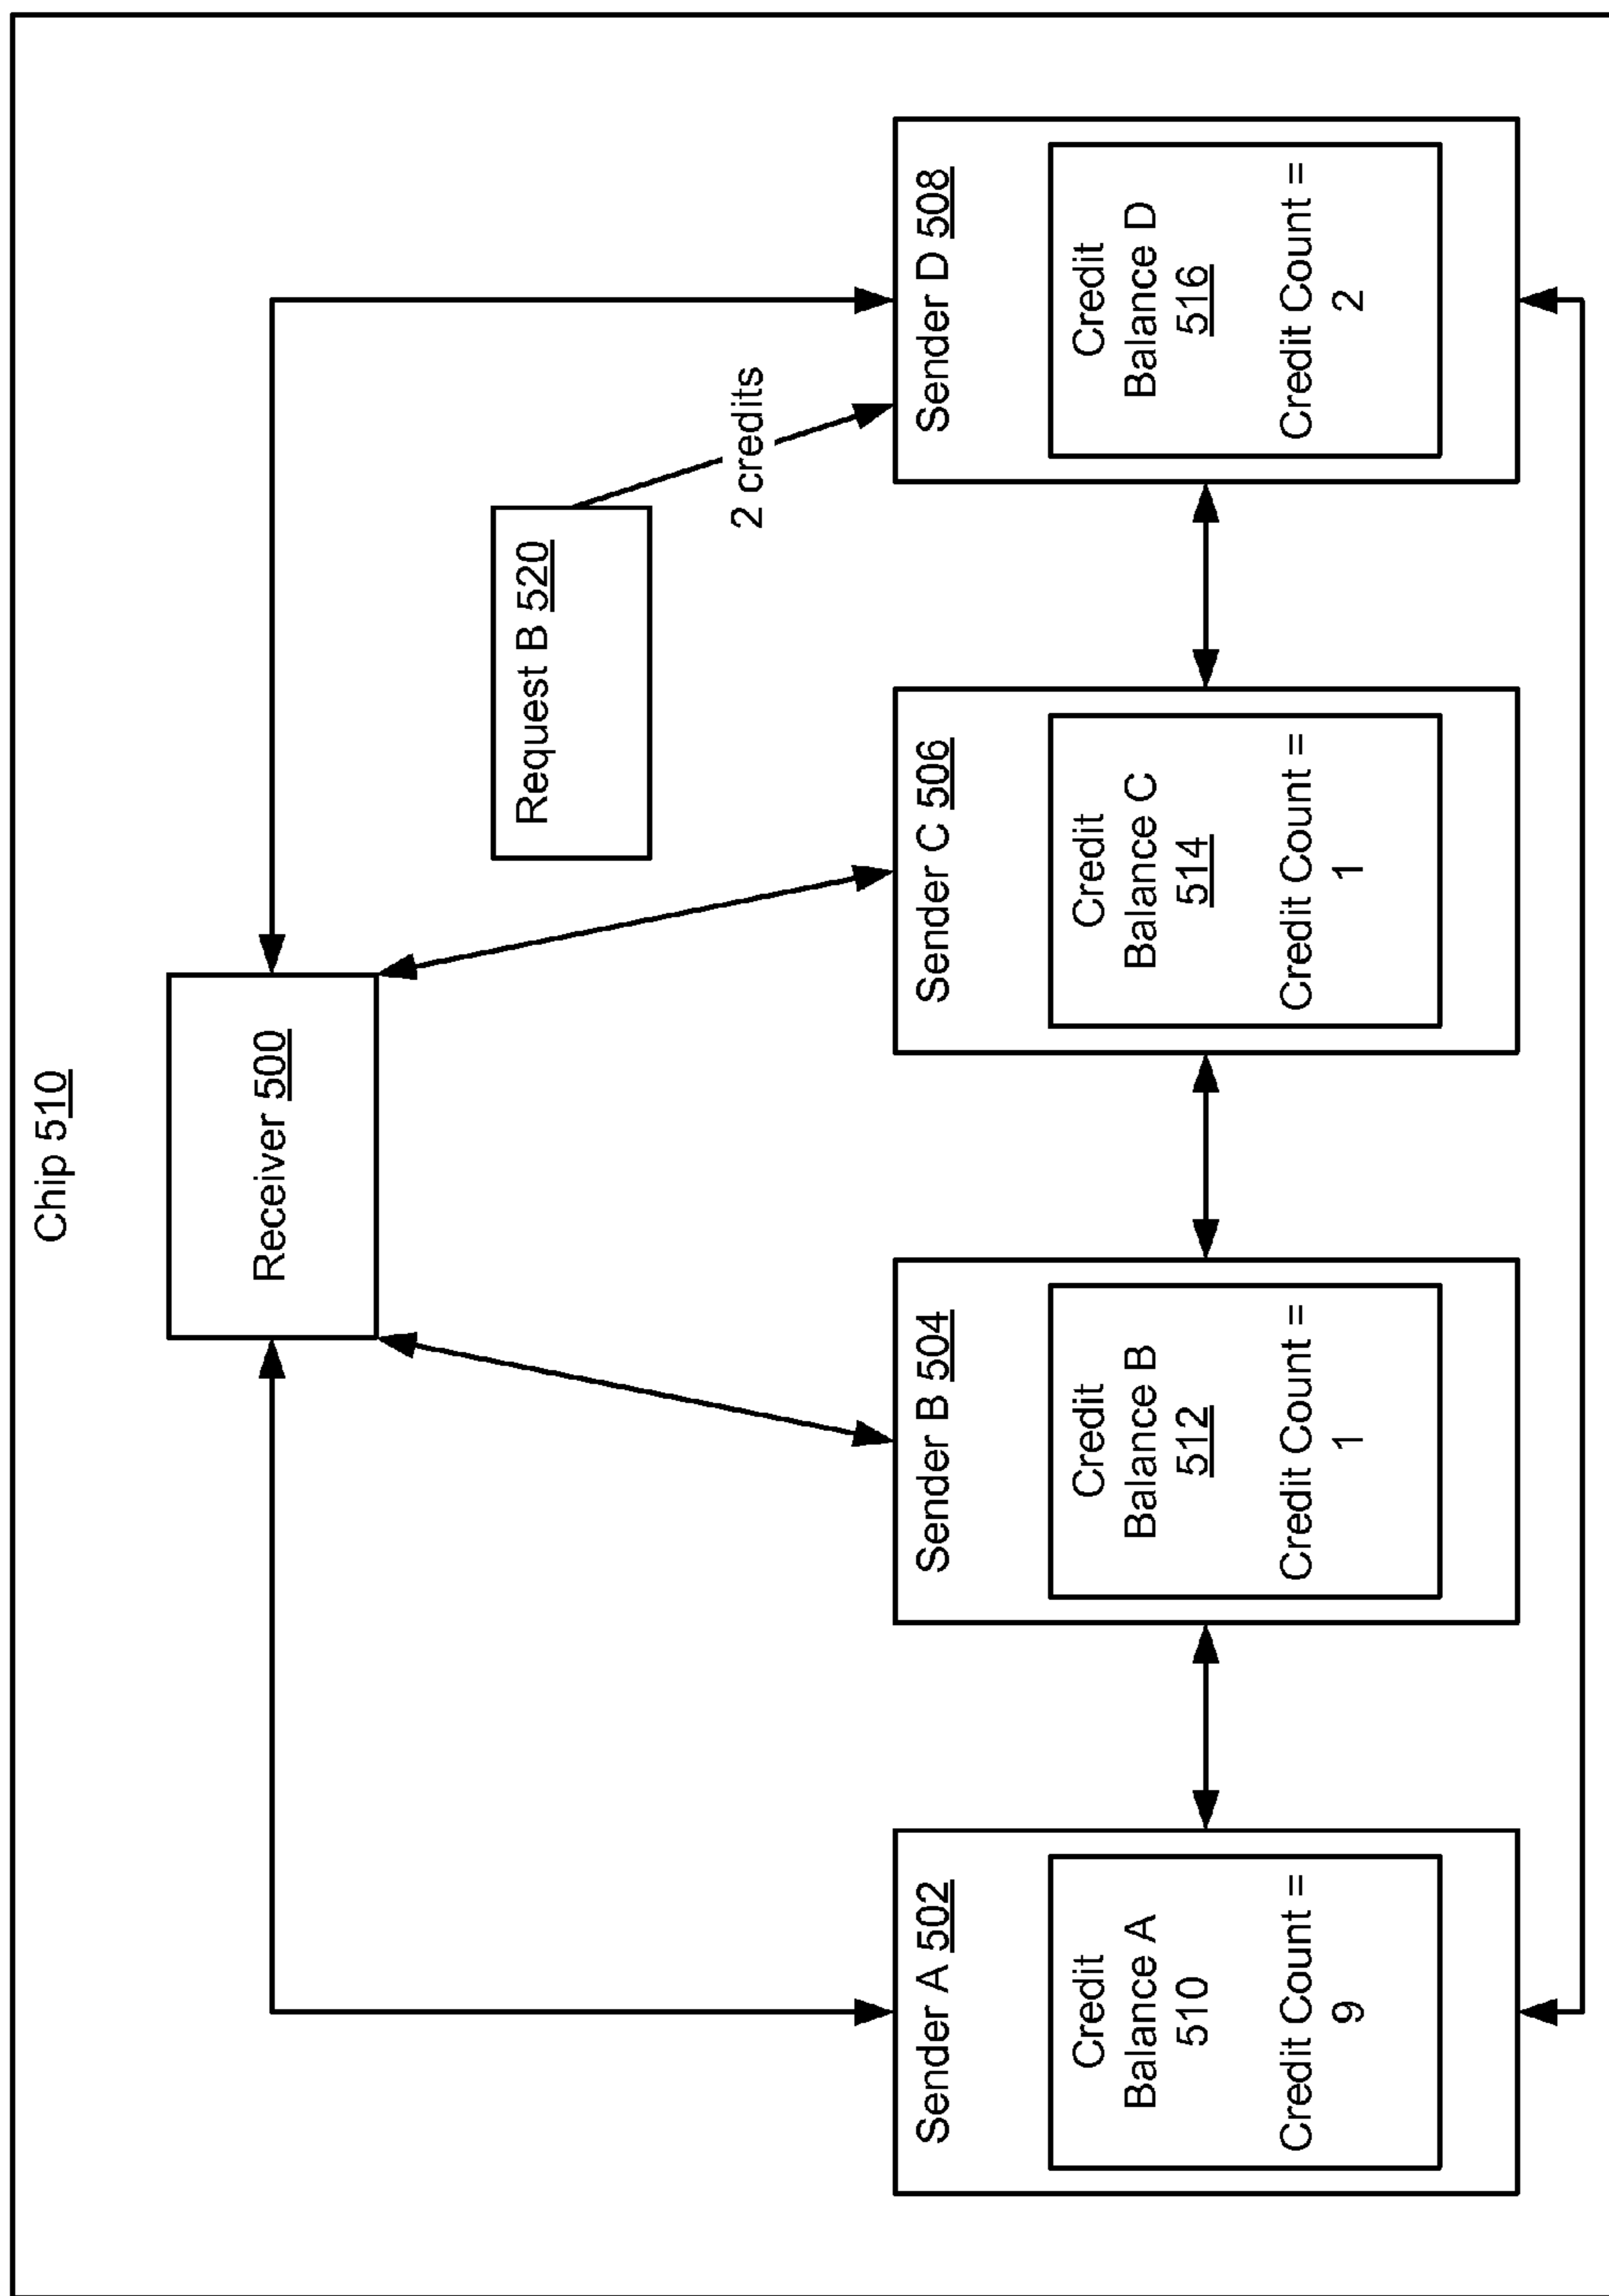 Chip 510
Receiver 500
Request B 520
2 credits
Sender A 502
Credit
Balance A
510
Credit Count =
9
Sender B 504
Credit
Balance B
512
Credit Count =
1
Sender C 506
Credit
Balance C
514
Credit Count =
1
Sender D 508
Credit
Balance D
516
Credit Count =
2